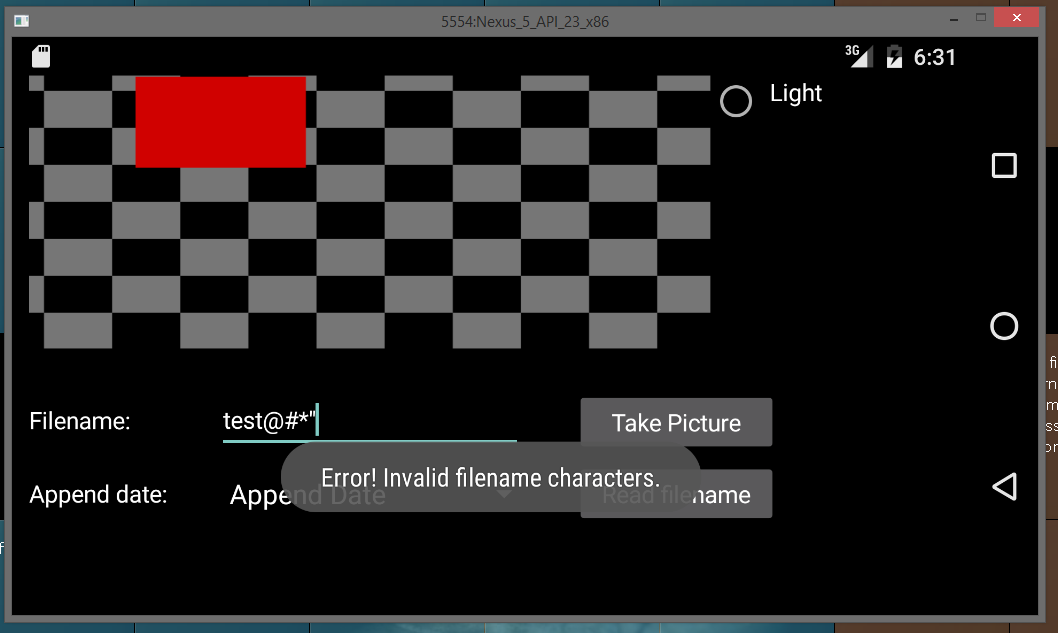 5554:Nexus_5_API_23_x86
3G
6:31
Light
Filename:
test@#*"
Take Picture
Error! Invalid filename characters.
Append date:
Append Date
Read filename